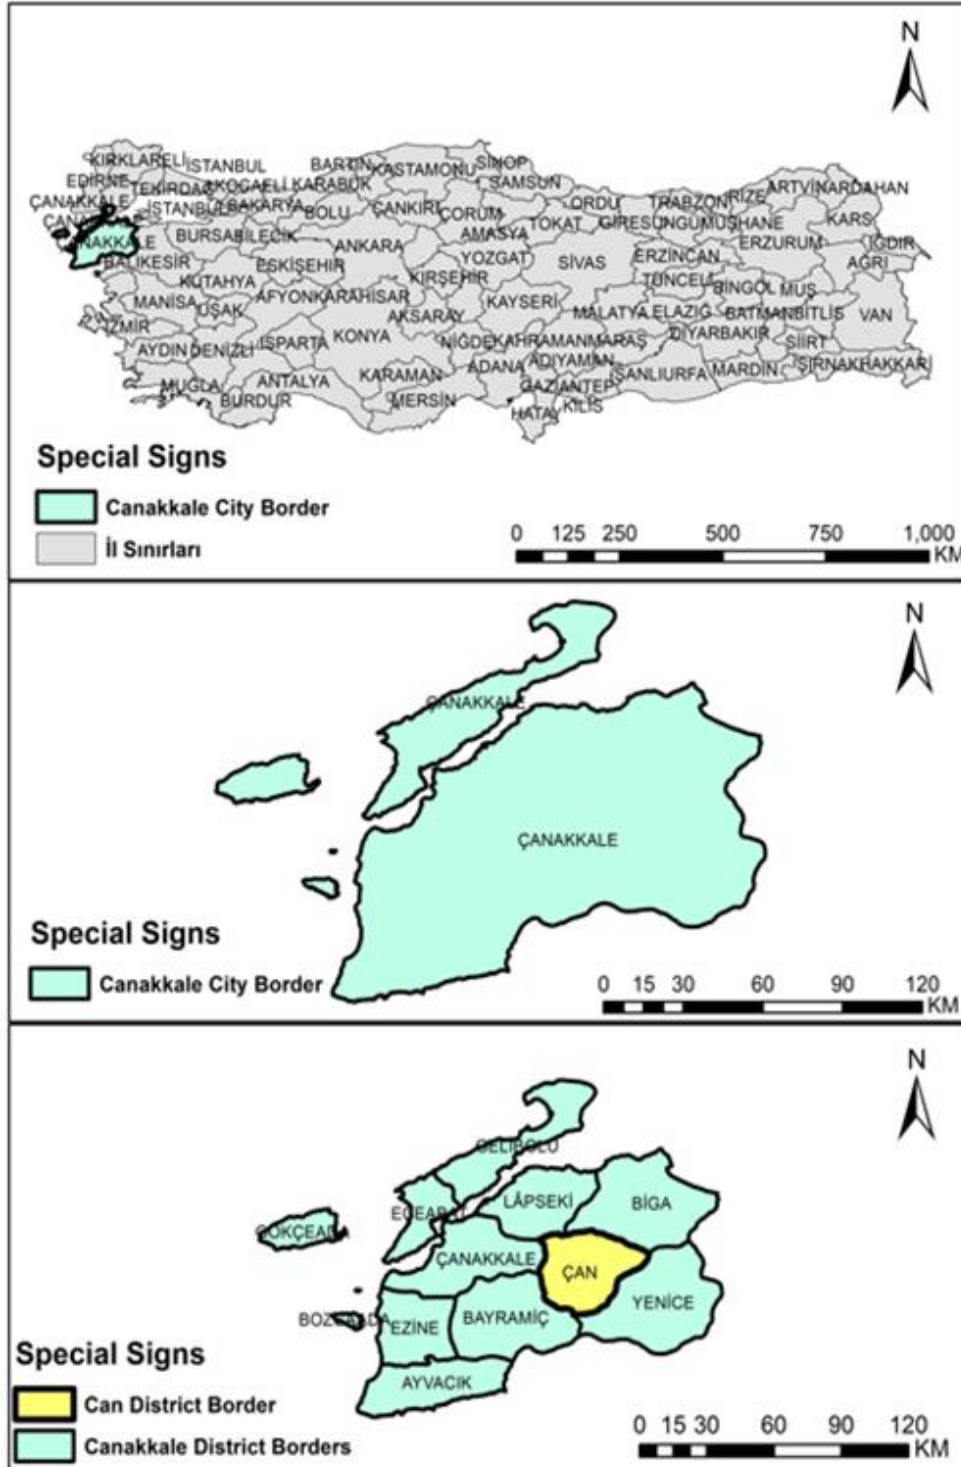 N
KIRKLARELİ
İSTANBUL
BARTIN
KASTAMONU
SİNOP
EDİRNE
TEKİRDAĞ
KOCAELİ
KARABÜK
SAMSUN
ARTVİN
ARDAHAN
ÇANAKKALE
İSTANBUL
SAKARYA
BOLU
ÇANKIRI
ÇORUM
TOKAT
ORDU
GİRESUN
TRABZON
GÜMÜŞHANE
RİZE
KARS
NAKKALE
BURSA
BİLECİK
ANKARA
AMASYA
YOZGAT
SİVAS
ERZİNCAN
ERZURUM
IĞDIR
AĞRI
BALIKESİR
KÜTAHYA
ESKİŞEHİR
KIRŞEHİR
TUNCELİ
BİNGÖL
MUŞ
MANİSA
UŞAK
AFYONKARAHİSAR
AKSARAY
KAYSERİ
MALATYA
ELAZIĞ
BATMAN
BİTLİS
VAN
İZMİR
ISPARTA
KONYA
NİĞDE
KAHRAMANMARAŞ
DİYARBAKIR
SİİRT
AYDIN
DENİZLİ
KARAMAN
ADANA
ADIYAMAN
ŞANLIURFA
MARDİN
ŞIRNAK
HAKKARİ
MUĞLA
BURDUR
ANTALYA
MERSİN
GAZİANTEP
HATAY
KİLİS
Special Signs
Canakkale City Border
İl Sınırları
0 125 250 500 750 1,000
KM
N
ÇANAKKALE
ÇANAKKALE
Special Signs
Canakkale City Border
0 15 30 60 90 120
KM
N
GELİBOLU
LÂPSEKİ
BİGA
ECEABAT
GÖKÇEADA
ÇANAKKALE
ÇAN
YENİCE
BOZCAADA
EZİNE
BAYRAMİÇ
AYVACIK
Special Signs
Can District Border
Canakkale District Borders
0 15 30 60 90 120
KM